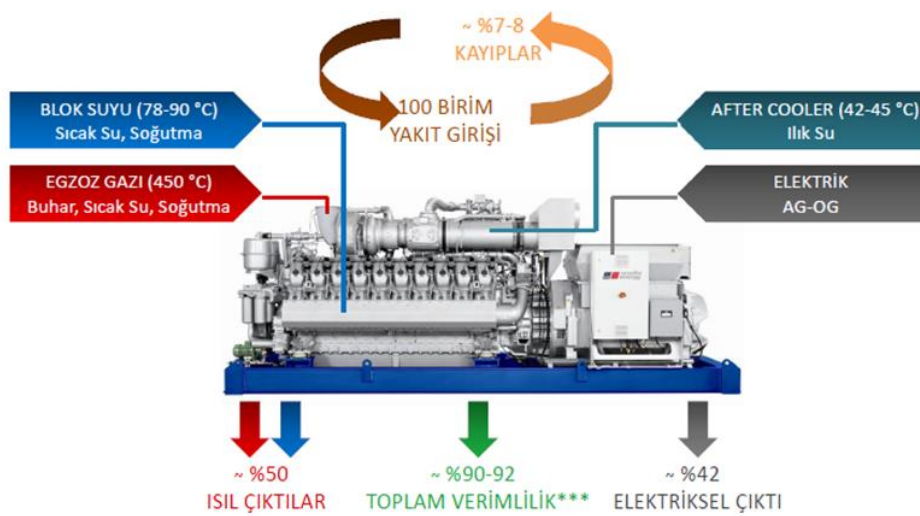 ~ %7-8
KAYIPLAR
100 BİRİM
YAKIT GİRİŞİ
BLOK SUYU (78-90 °C)
Sıcak Su, Soğutma
EGZOZ GAZI (450 °C)
Buhar, Sıcak Su, Soğutma
AFTER COOLER (42-45 °C)
Ilık Su
ELEKTRİK
AG-OG
~ %50
ISIL ÇIKTILAR
~ %90-92
TOPLAM VERİMLİLİK***
~ %42
ELEKTRİKSEL ÇIKTI